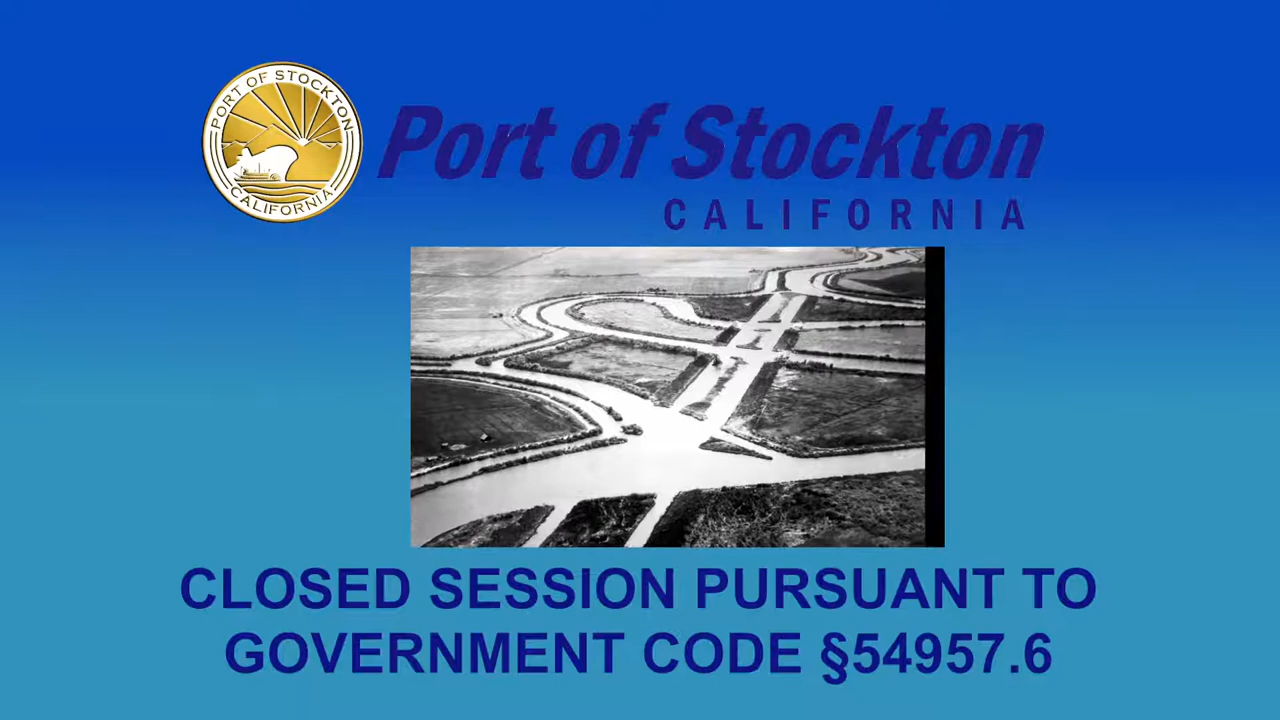 PORT OF STOCKTON
CALIFORNIA
Port of Stockton
CALIFORNIA
CLOSED SESSION PURSUANT TO
GOVERNMENT CODE §54957.6